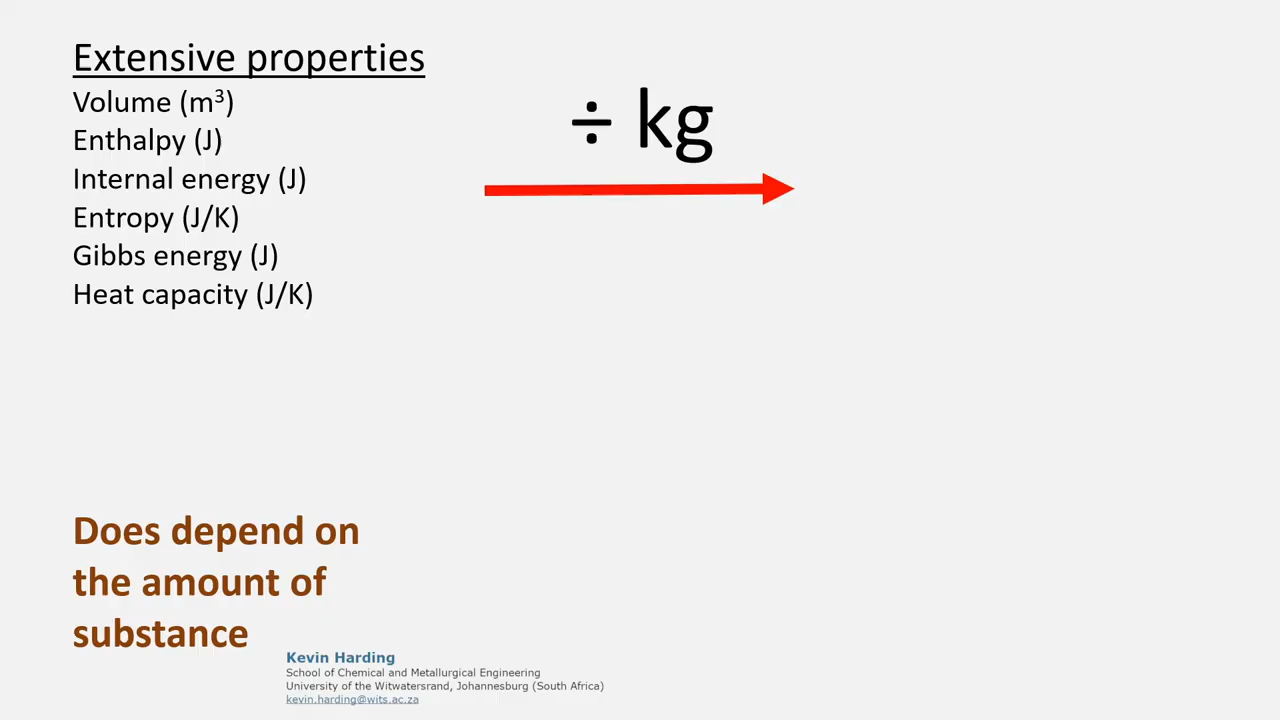 Extensive properties
Volume (m³)
Enthalpy (J)
Internal energy (J)
Entropy (J/K)
Gibbs energy (J)
Heat capacity (J/K)
÷ kg
Does depend on
the amount of
substance
Kevin Harding
School of Chemical and Metallurgical Engineering
University of the Witwatersrand, Johannesburg (South Africa)
kevin.harding@wits.ac.za